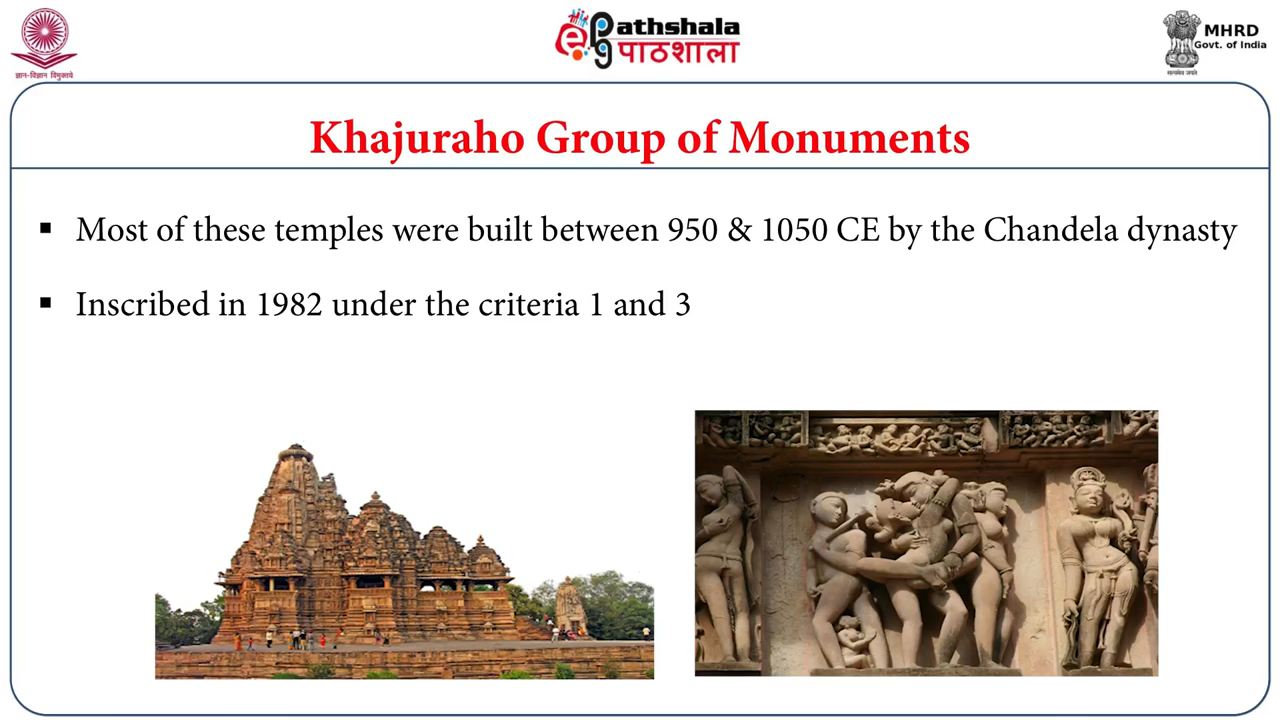 ज्ञान-विज्ञान विमुक्तये
ePathshala
पाठशाला
MHRD
Govt. of India
सत्यमेव जयते
Khajuraho Group of Monuments
▪ Most of these temples were built between 950 & 1050 CE by the Chandela dynasty
▪ Inscribed in 1982 under the criteria 1 and 3